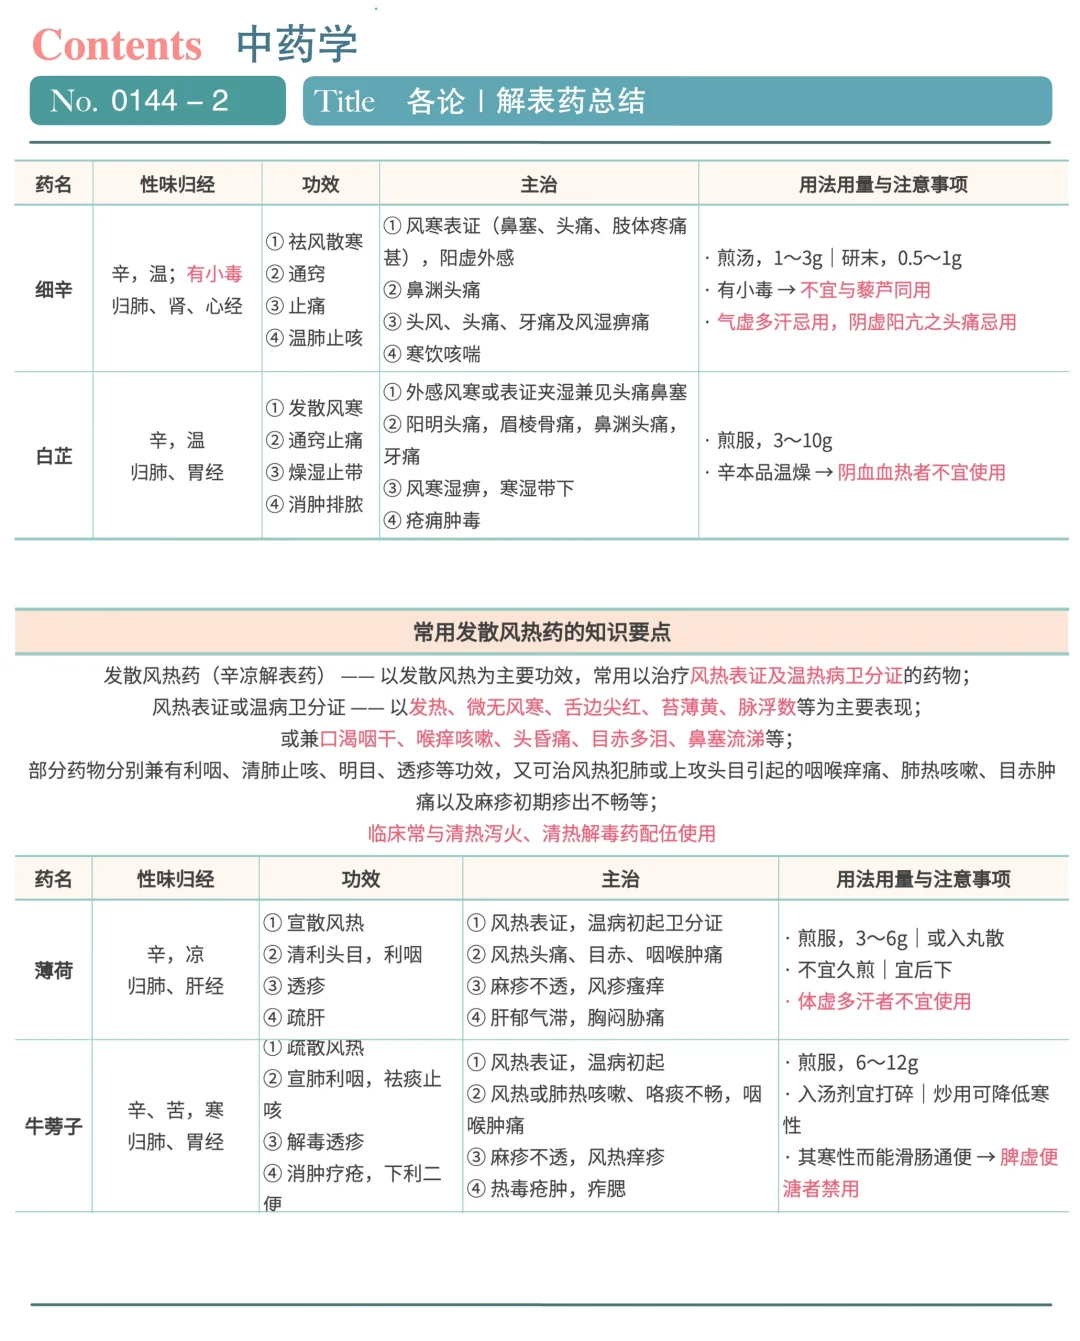 Contents 中药学
No. 0144 – 2
Title 各论｜解表药总结
药名 性味归经 功效 主治 用法用量与注意事项
细辛
辛，温；有小毒
归肺、肾、心经
① 祛风散寒
② 通窍
③ 止痛
④ 温肺止咳
① 风寒表证（鼻塞、头痛、肢体疼痛
甚），阳虚外感
② 鼻渊头痛
③ 头风、头痛、牙痛及风湿痹痛
④ 寒饮咳喘
· 煎汤，1～3g｜研末，0.5～1g
· 有小毒 → 不宜与藜芦同用
· 气虚多汗忌用，阴虚阳亢之头痛忌用
白芷
辛，温
归肺、胃经
① 发散风寒
② 通窍止痛
③ 燥湿止带
④ 消肿排脓
① 外感风寒或表证夹湿兼见头痛鼻塞
② 阳明头痛，眉棱骨痛，鼻渊头痛，
牙痛
③ 风寒湿痹，寒湿带下
④ 疮痈肿毒
· 煎服，3～10g
· 辛本品温燥 → 阴血血热者不宜使用
常用发散风热药的知识要点
发散风热药（辛凉解表药） —— 以发散风热为主要功效，常用以治疗风热表证及温热病卫分证的药物；
风热表证或温病卫分证 —— 以发热、微无风寒、舌边尖红、苔薄黄、脉浮数等为主要表现；
或兼口渴咽干、喉痒咳嗽、头昏痛、目赤多泪、鼻塞流涕等；
部分药物分别兼有利咽、清肺止咳、明目、透疹等功效，又可治风热犯肺或上攻头目引起的咽喉痒痛、肺热咳嗽、目赤肿
痛以及麻疹初期疹出不畅等；
临床常与清热泻火、清热解毒药配伍使用
药名 性味归经 功效 主治 用法用量与注意事项
薄荷
辛，凉
归肺、肝经
① 宣散风热
② 清利头目，利咽
③ 透疹
④ 疏肝
① 风热表证，温病初起卫分证
② 风热头痛、目赤、咽喉肿痛
③ 麻疹不透，风疹瘙痒
④ 肝郁气滞，胸闷胁痛
· 煎服，3～6g｜或入丸散
· 不宜久煎｜宜后下
· 体虚多汗者不宜使用
牛蒡子
辛、苦，寒
归肺、胃经
① 疏散风热
② 宣肺利咽，祛痰止
咳
③ 解毒透疹
④ 消肿疗疮，下利二
便
① 风热表证，温病初起
② 风热或肺热咳嗽、咯痰不畅，咽
喉肿痛
③ 麻疹不透，风热痒疹
④ 热毒疮肿，痄腮
· 煎服，6～12g
· 入汤剂宜打碎｜炒用可降低寒
性
· 其寒性而能滑肠通便 → 脾虚便
溏者禁用